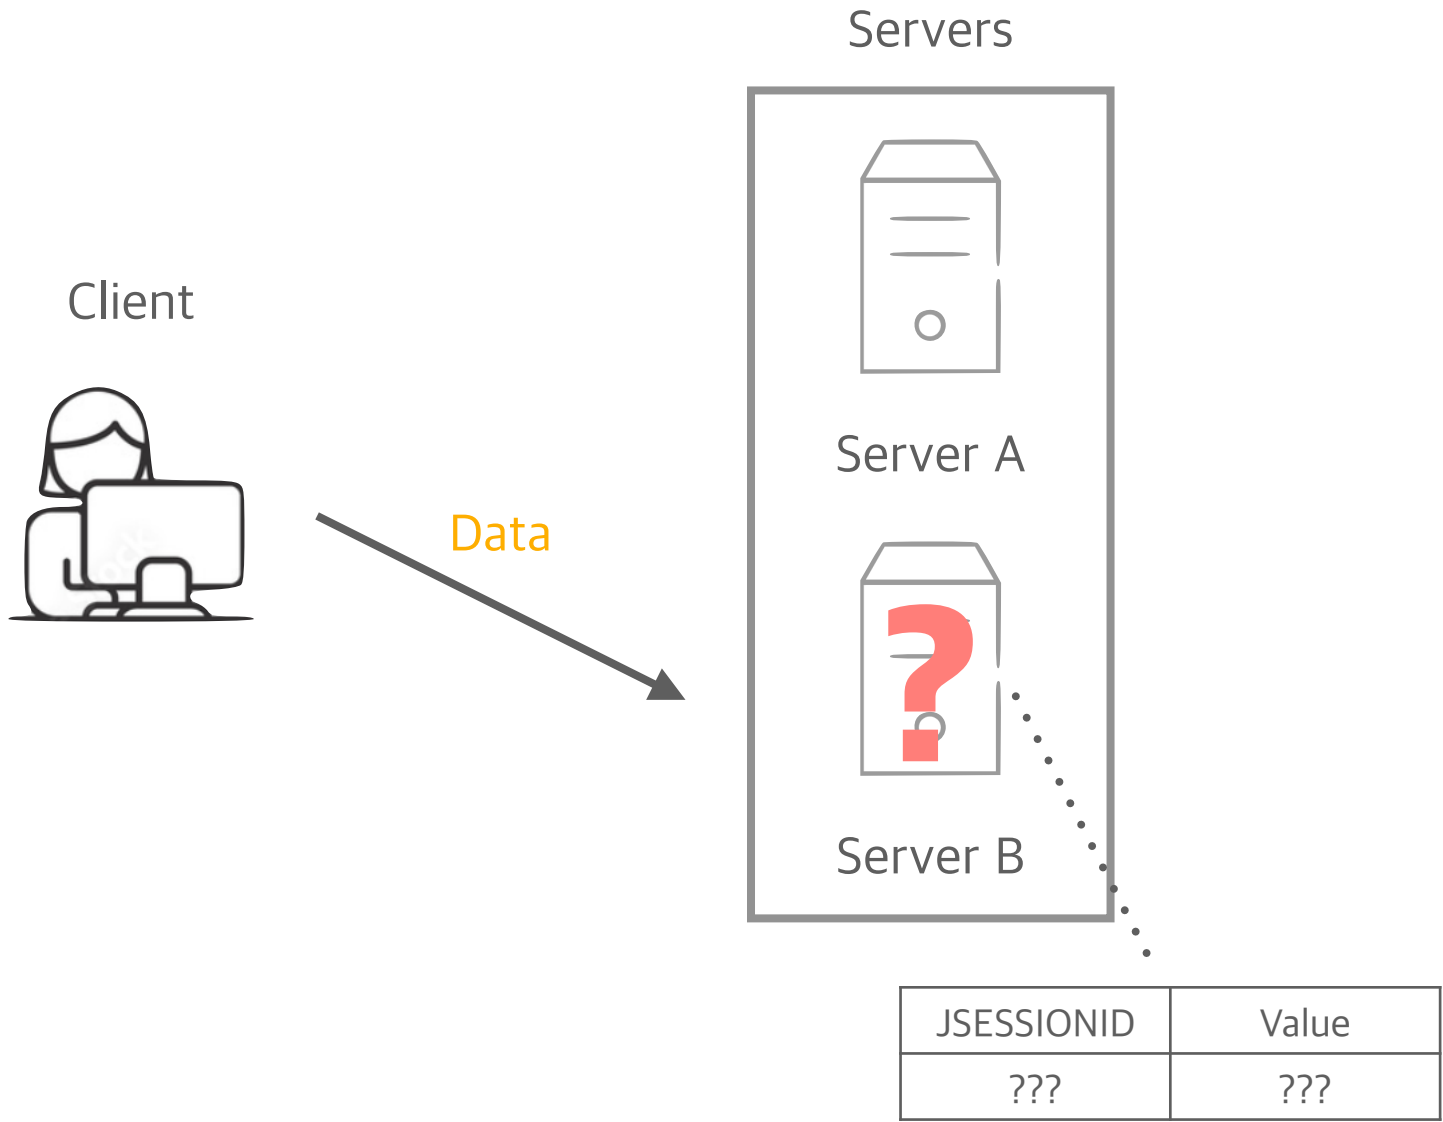 Servers
Client
Server A
Data
?
Server B
JSESSIONID Value
??? ???